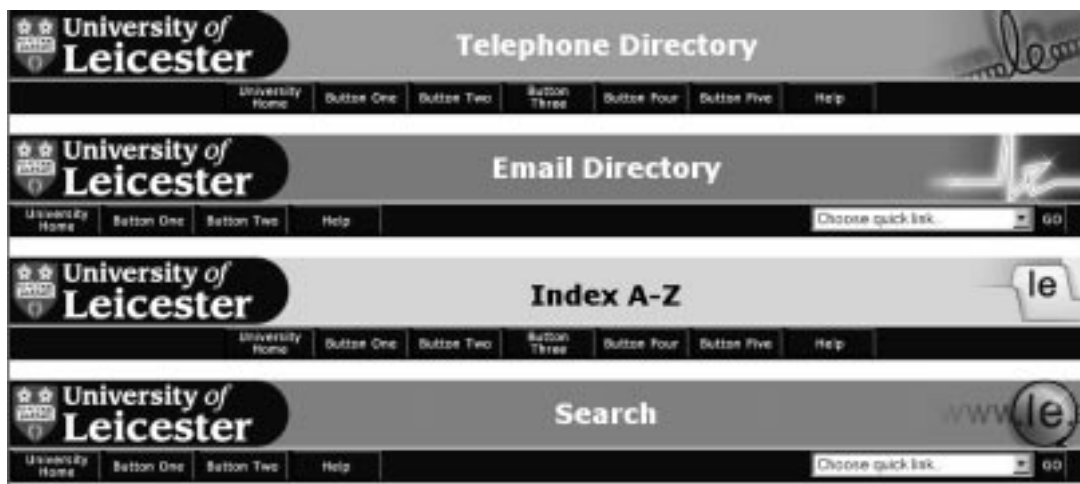 University of
Leicester
Telephone Directory
le
University Home Button One Button Two Button Three Button Four Button Five Help
University of
Leicester
Email Directory
le
University Home Button One Button Two Help Choose quick link.. GO
University of
Leicester
Index A-Z
le
University Home Button One Button Two Button Three Button Four Button Five Help
University of
Leicester
Search
www.le.
University Home Button One Button Two Help Choose quick link.. GO